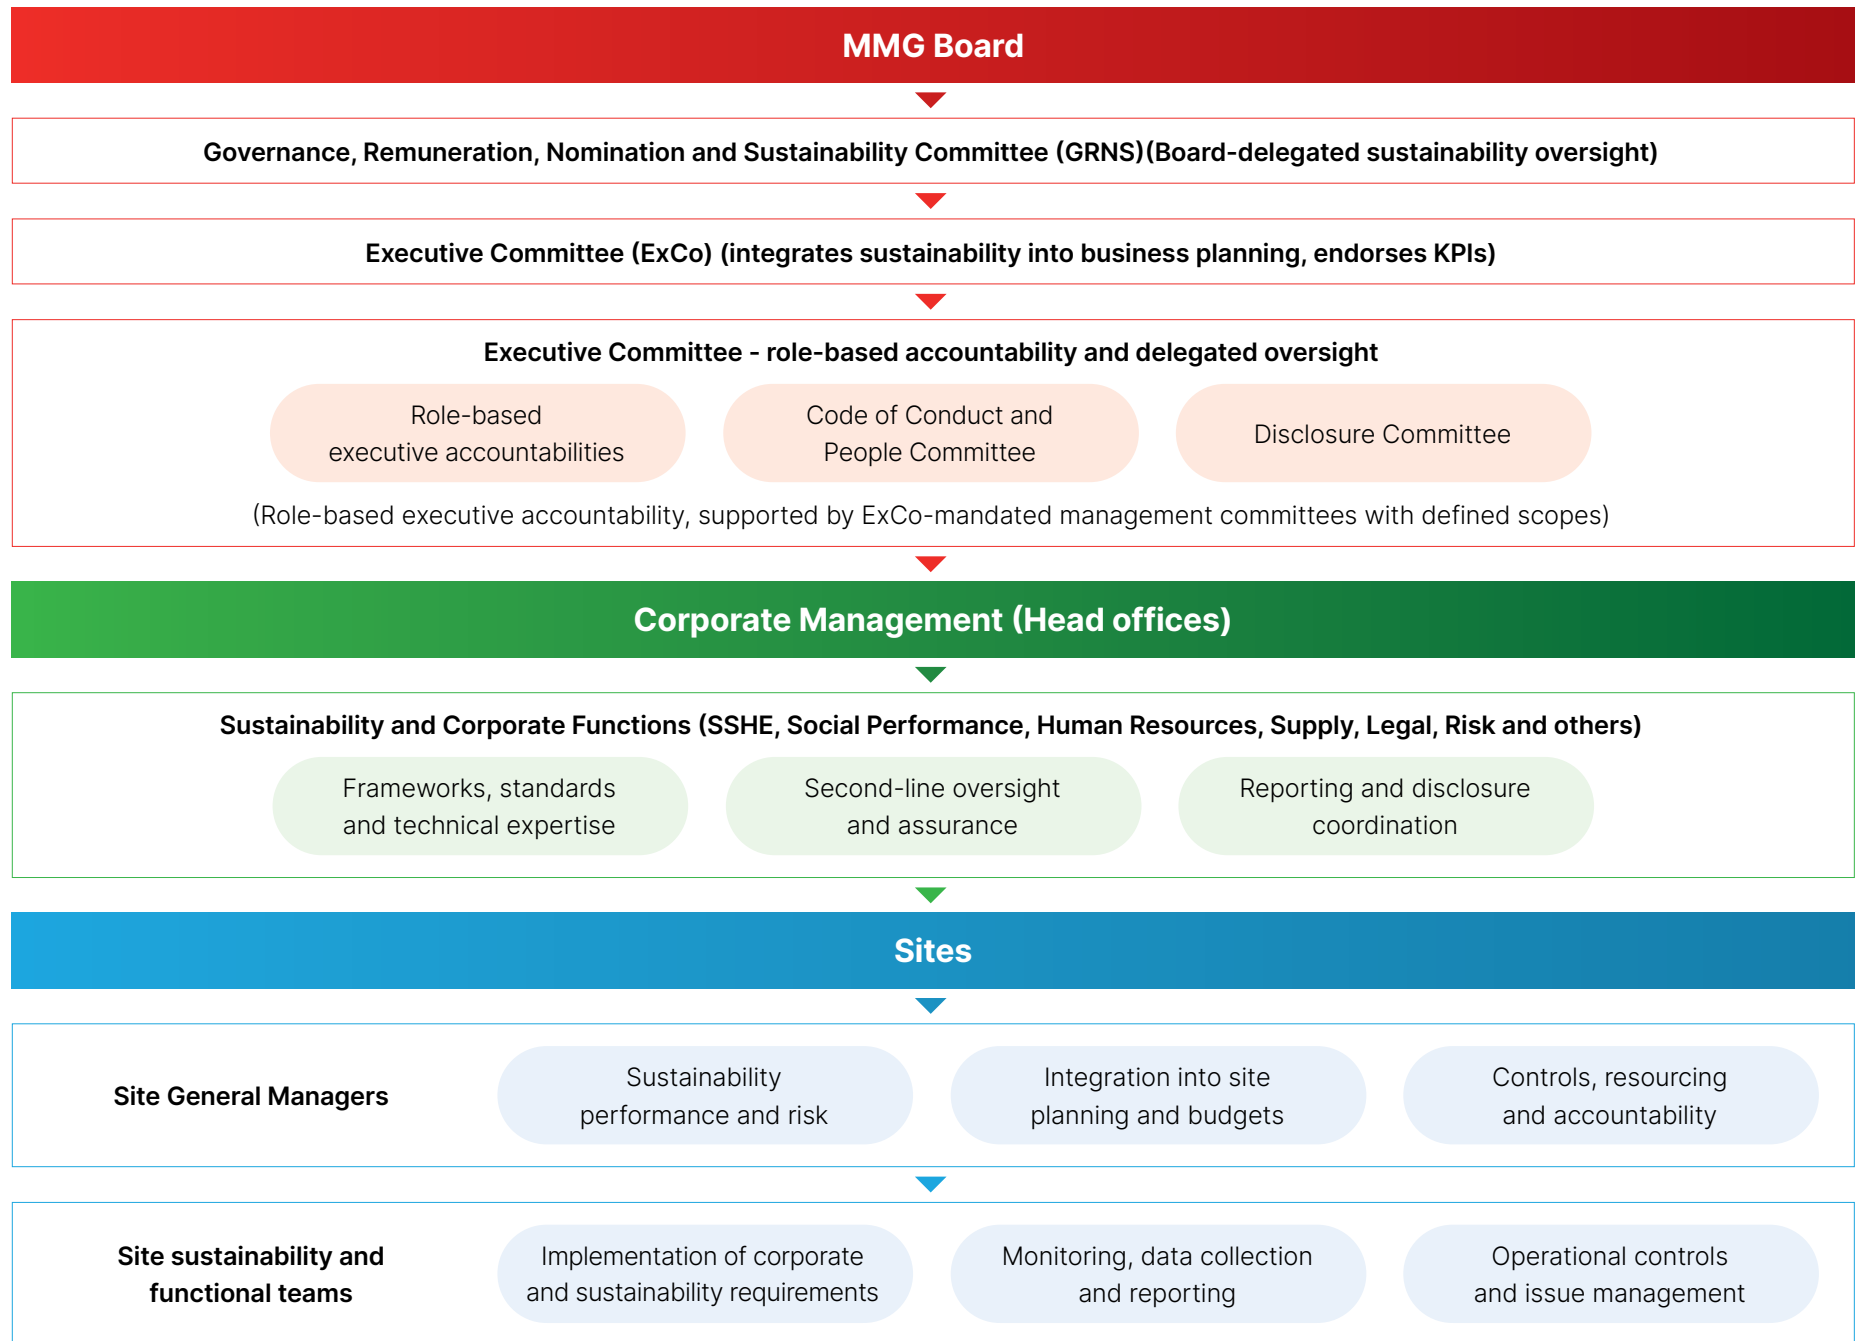 MMG Board
Governance, Remuneration, Nomination and Sustainability Committee (GRNS)(Board-delegated sustainability oversight)
Executive Committee (ExCo) (integrates sustainability into business planning, endorses KPIs)
Executive Committee - role-based accountability and delegated oversight
Role-based
executive accountabilities
Code of Conduct and
People Committee
Disclosure Committee
(Role-based executive accountability, supported by ExCo-mandated management committees with defined scopes)
Corporate Management (Head offices)
Sustainability and Corporate Functions (SSHE, Social Performance, Human Resources, Supply, Legal, Risk and others)
Frameworks, standards
and technical expertise
Second-line oversight
and assurance
Reporting and disclosure
coordination
Sites
Site General Managers
Sustainability
performance and risk
Integration into site
planning and budgets
Controls, resourcing
and accountability
Site sustainability and
functional teams
Implementation of corporate
and sustainability requirements
Monitoring, data collection
and reporting
Operational controls
and issue management